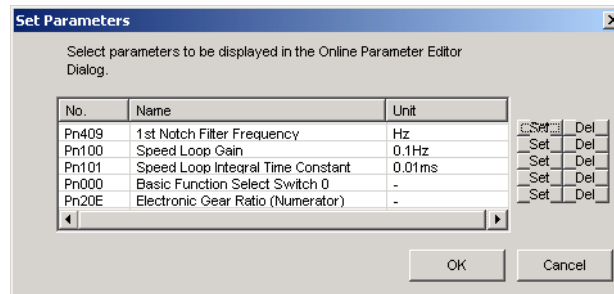 Set Parameters
Select parameters to be displayed in the Online Parameter Editor
Dialog.
No. Name Unit
Pn409 1st Notch Filter Frequency Hz Set Del
Pn100 Speed Loop Gain 0.1Hz Set Del
Pn101 Speed Loop Integral Time Constant 0.01ms Set Del
Pn000 Basic Function Select Switch 0 - Set Del
Pn20E Electronic Gear Ratio (Numerator) - Set Del
OK Cancel